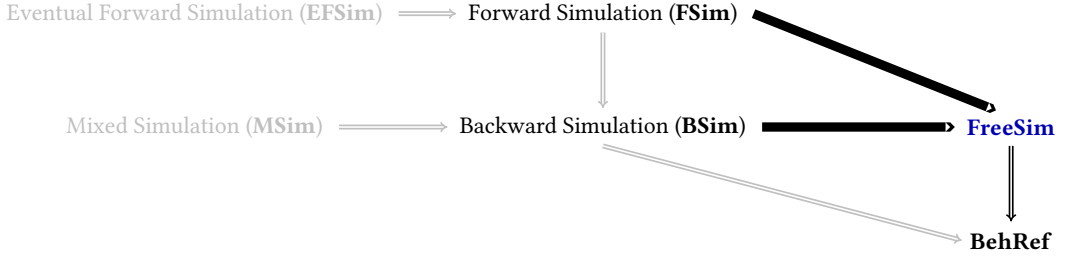 Eventual Forward Simulation (EFSim) Forward Simulation (FSim)
Mixed Simulation (MSim) Backward Simulation (BSim) FreeSim
BehRef